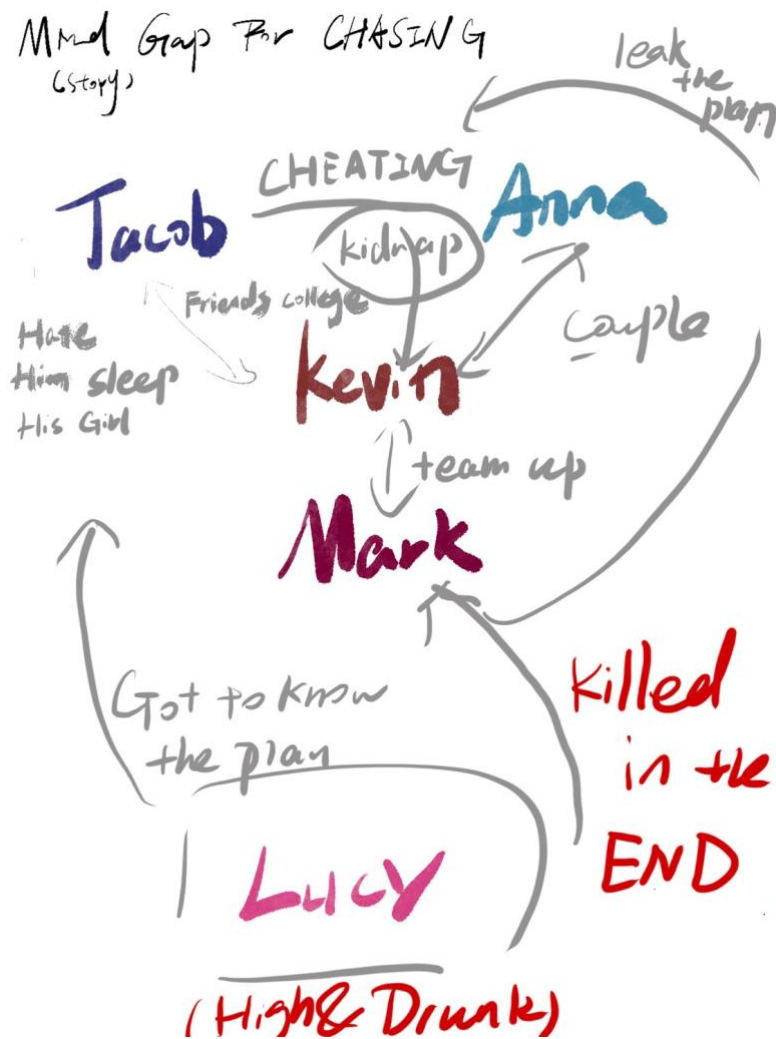 Mind Gap For CHASING
(Story)
leak
the
plan
CHEATING
Jacob
Anna
kidnap
Friends college
couple
Hate
Him sleep
His Girl
Kevin
team up
Mark
Killed
in the
END
Got to know
the plan
Lucy
(High & Drunk)